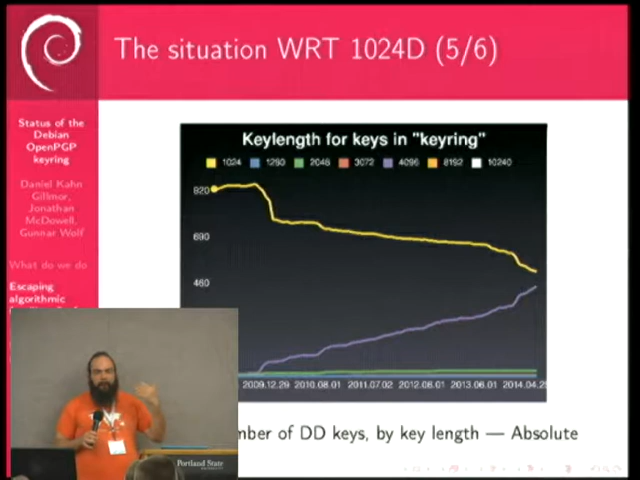 The situation WRT 1024D (5/6)
Status of the
Debian
OpenPGP
keyring
Daniel Kahn
Gillmor,
Jonathan
McDowell,
Gunnar Wolf
What do we do
Escaping
algorithmic
Keylength for keys in "keyring"
1024 1280 2048 3072 4096 8192 10240
820
690
460
2009.12.29 2010.08.01 2011.07.02 2012.08.01 2013.06.01 2014.04.25
mber of DD keys, by key length — Absolute
Portland State